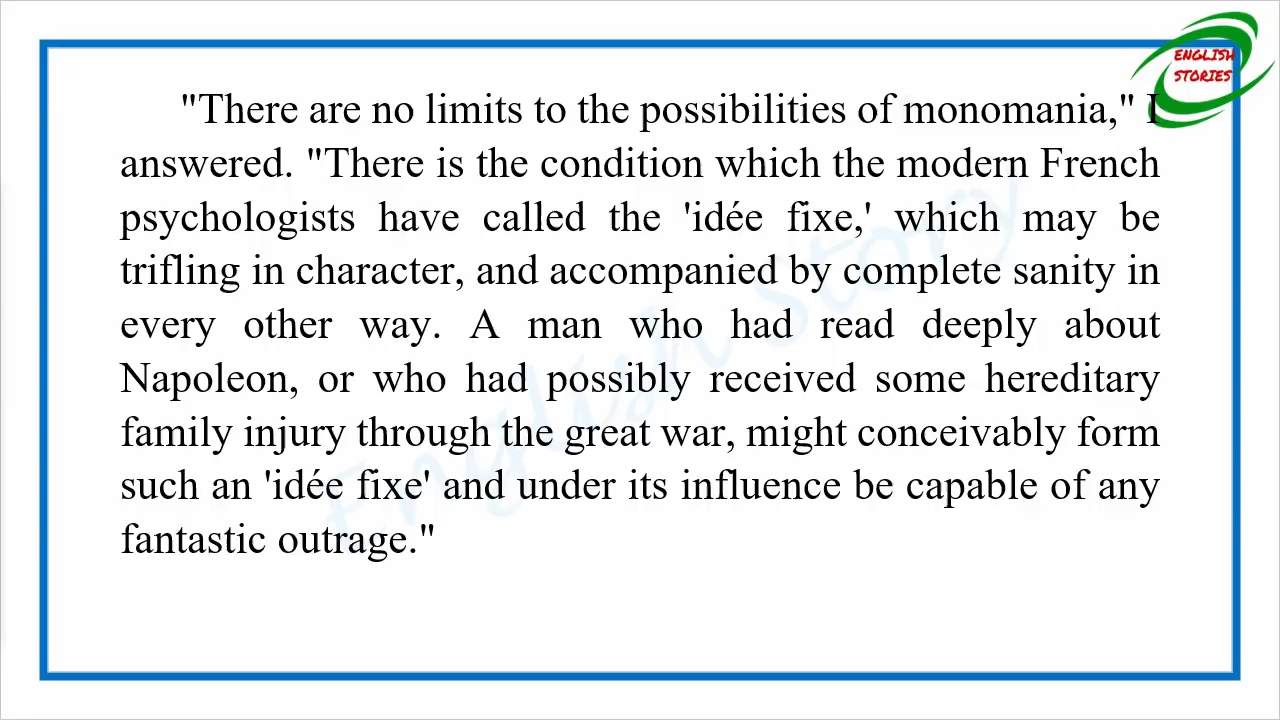 ENGLISH
STORIES
"There are no limits to the possibilities of monomania," I
answered. "There is the condition which the modern French
psychologists have called the 'idée fixe,' which may be
trifling in character, and accompanied by complete sanity in
every other way. A man who had read deeply about
Napoleon, or who had possibly received some hereditary
family injury through the great war, might conceivably form
such an 'idée fixe' and under its influence be capable of any
fantastic outrage."
English Story